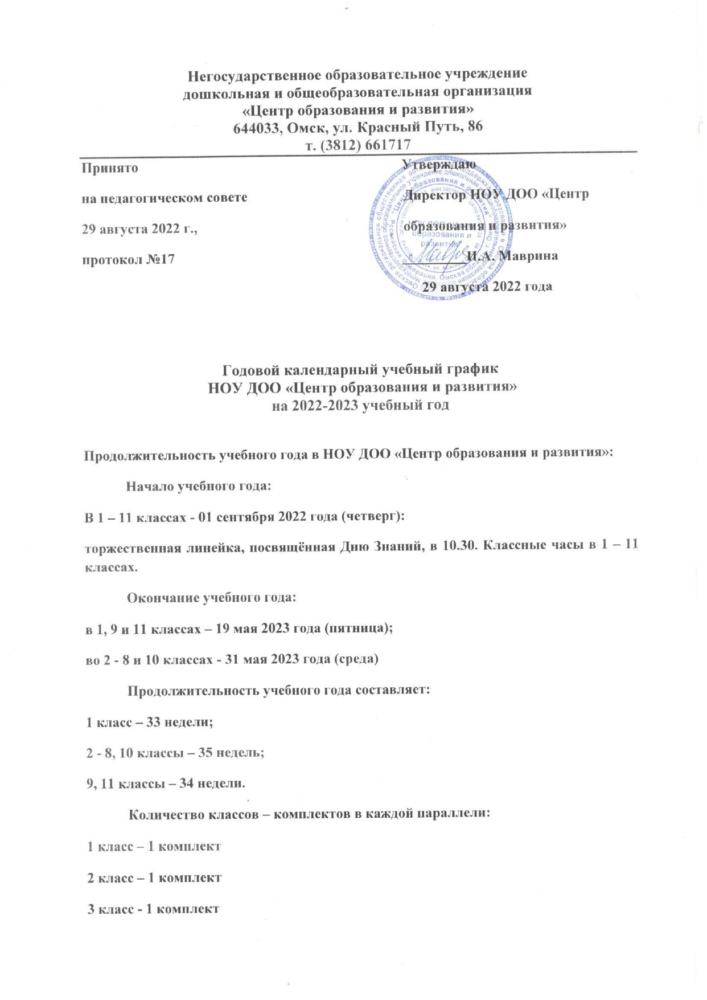 Негосударственное образовательное учреждение
дошкольная и общеобразовательная организация
«Центр образования и развития»
644033, Омск, ул. Красный Путь, 86
т. (3812) 661717
Принято
на педагогическом совете
29 августа 2022 г.,
протокол №17
Утверждаю
Директор НОУ ДОО «Центр
образования и развития»
__________И.А. Маврина
29 августа 2022 года
НОУ ДОО "Центр
образования и
развития"
Годовой календарный учебный график
НОУ ДОО «Центр образования и развития»
на 2022-2023 учебный год
Продолжительность учебного года в НОУ ДОО «Центр образования и развития»:
Начало учебного года:
В 1 – 11 классах - 01 сентября 2022 года (четверг):
торжественная линейка, посвящённая Дню Знаний, в 10.30. Классные часы в 1 – 11
классах.
Окончание учебного года:
в 1, 9 и 11 классах – 19 мая 2023 года (пятница);
во 2 - 8 и 10 классах - 31 мая 2023 года (среда)
Продолжительность учебного года составляет:
1 класс – 33 недели;
2 - 8, 10 классы – 35 недель;
9, 11 классы – 34 недели.
Количество классов – комплектов в каждой параллели:
1 класс – 1 комплект
2 класс – 1 комплект
3 класс - 1 комплект